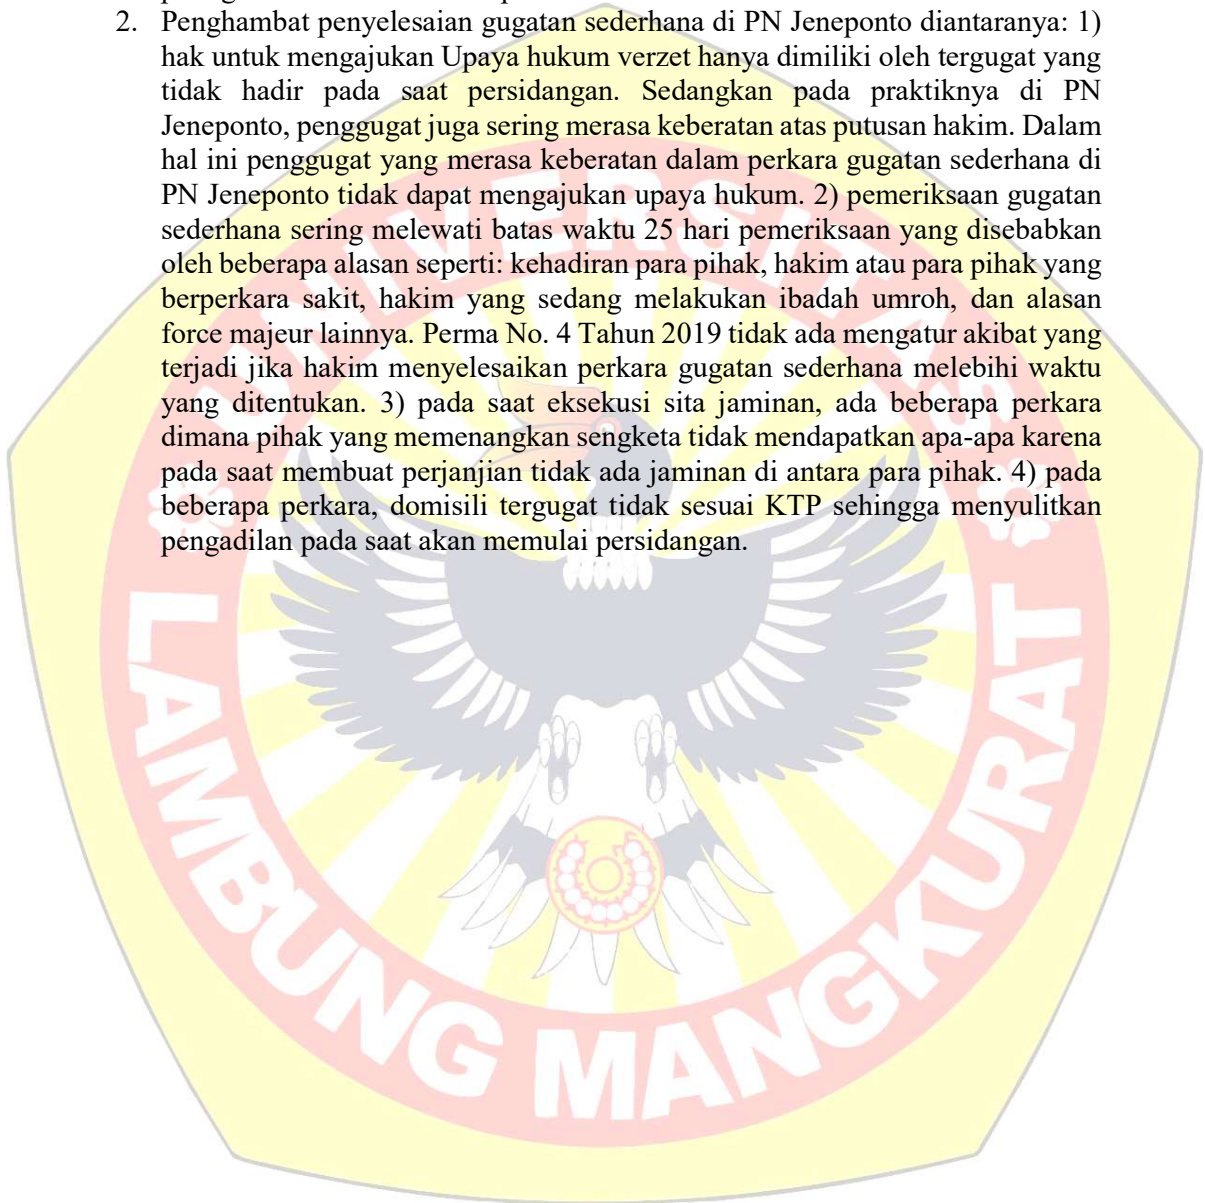 2. Penghambat penyelesaian gugatan sederhana di PN Jeneponto diantaranya: 1)
hak untuk mengajukan Upaya hukum verzet hanya dimiliki oleh tergugat yang
tidak hadir pada saat persidangan. Sedangkan pada praktiknya di PN
Jeneponto, penggugat juga sering merasa keberatan atas putusan hakim. Dalam
hal ini penggugat yang merasa keberatan dalam perkara gugatan sederhana di
PN Jeneponto tidak dapat mengajukan upaya hukum. 2) pemeriksaan gugatan
sederhana sering melewati batas waktu 25 hari pemeriksaan yang disebabkan
oleh beberapa alasan seperti: kehadiran para pihak, hakim atau para pihak yang
berperkara sakit, hakim yang sedang melakukan ibadah umroh, dan alasan
force majeur lainnya. Perma No. 4 Tahun 2019 tidak ada mengatur akibat yang
terjadi jika hakim menyelesaikan perkara gugatan sederhana melebihi waktu
yang ditentukan. 3) pada saat eksekusi sita jaminan, ada beberapa perkara
dimana pihak yang memenangkan sengketa tidak mendapatkan apa-apa karena
pada saat membuat perjanjian tidak ada jaminan di antara para pihak. 4) pada
beberapa perkara, domisili tergugat tidak sesuai KTP sehingga menyulitkan
pengadilan pada saat akan memulai persidangan.
UNIVERSITAS
LAMBUNG MANGKURAT